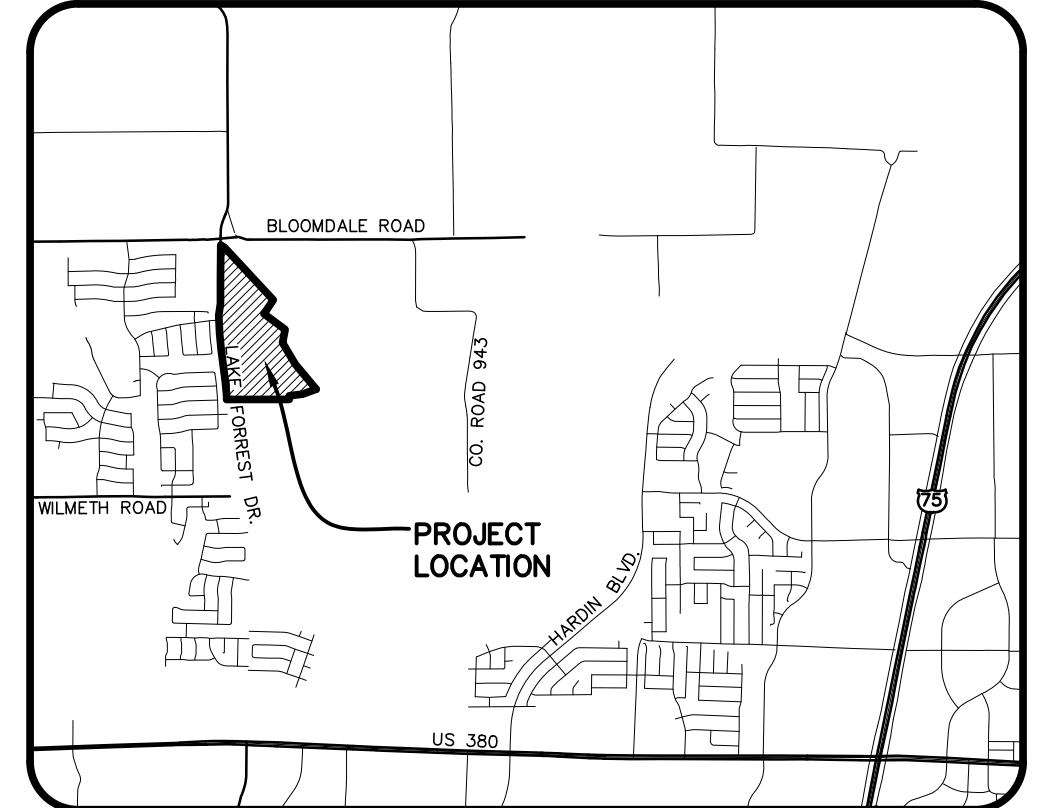 BLOOMDALE ROAD
LAKE FORREST DR.
CO. ROAD 943
75
WILMETH ROAD
PROJECT
LOCATION
HARDIN BLVD.
US 380